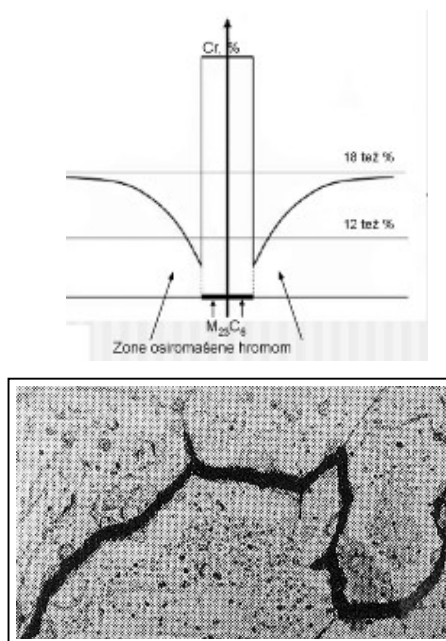 Cr, %
18 tež %
12 tež %
M₂₃C₆
Zone osiromašene hromom